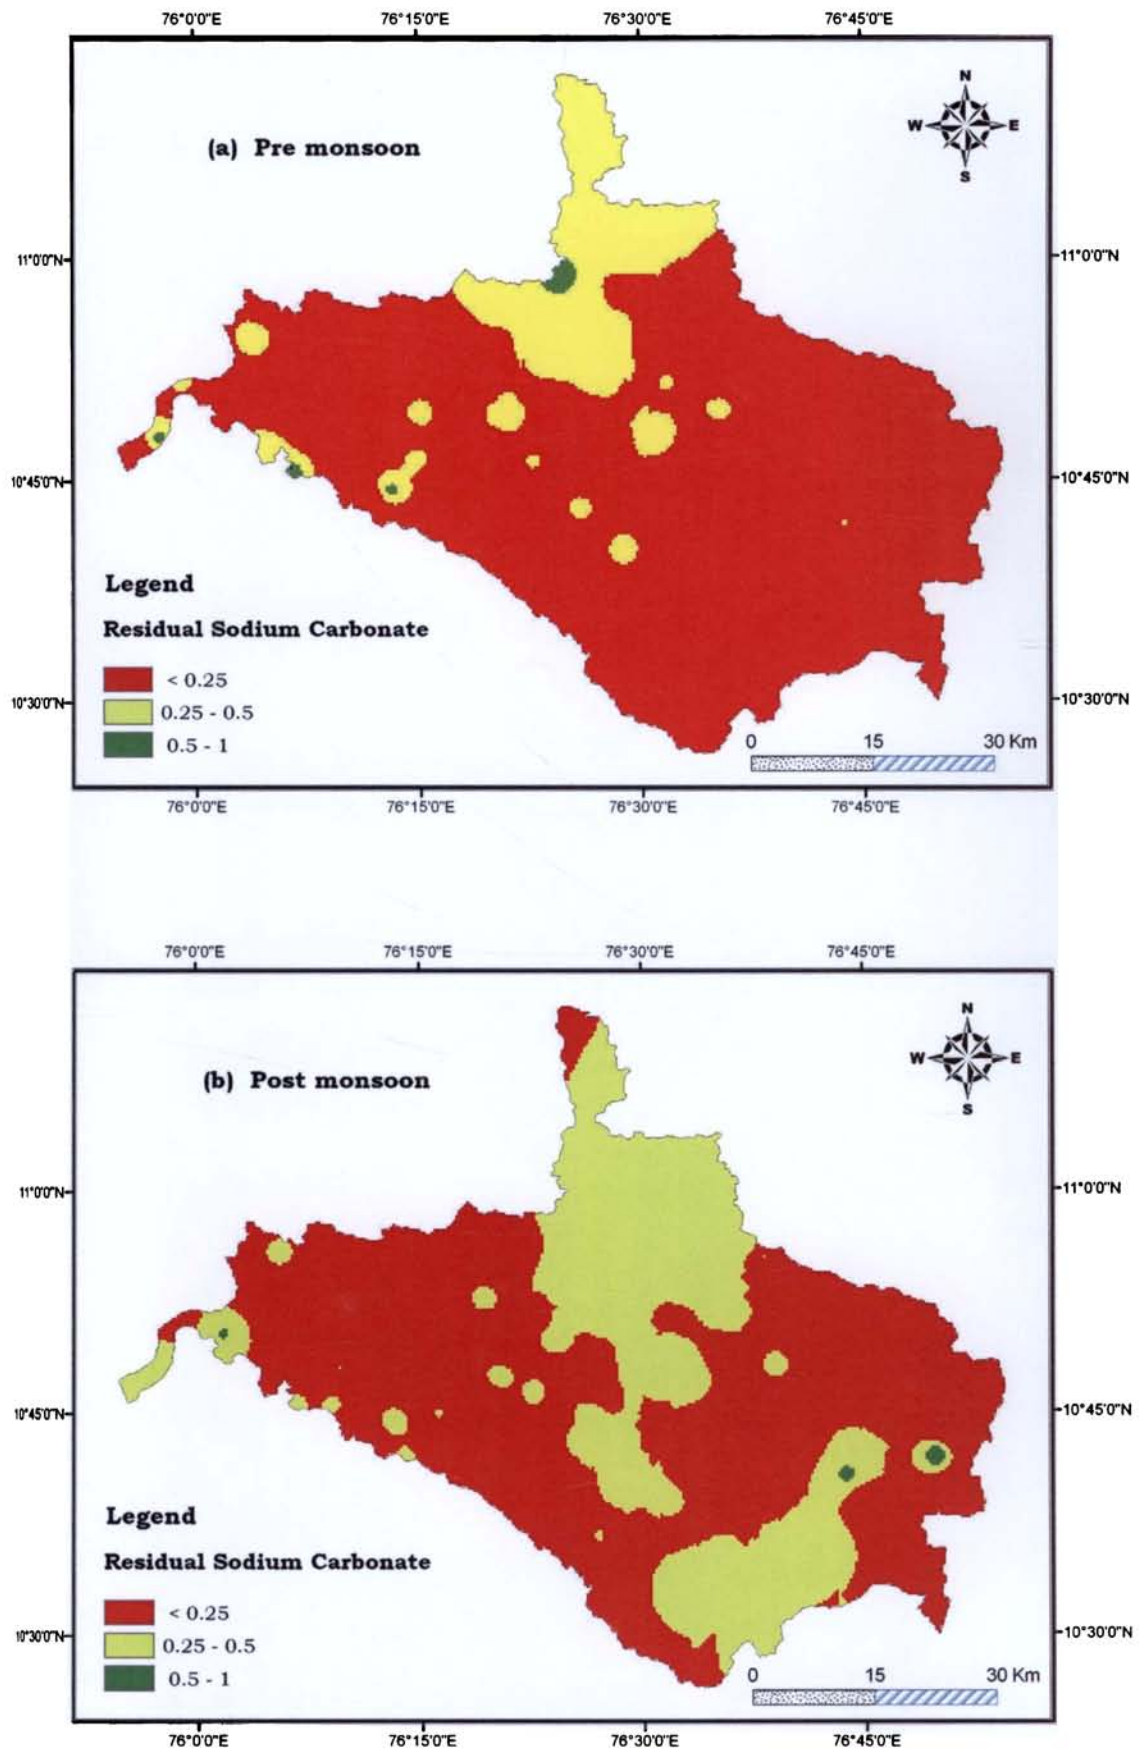 76°0'0"E 76°15'0"E 76°30'0"E 76°45'0"E
N
(a) Pre monsoon
W E
S
11°0'0"N 11°0'0"N
10°45'0"N 10°45'0"N
Legend
Residual Sodium Carbonate
< 0.25
10°30'0"N 10°30'0"N
0.25 - 0.5
0.5 - 1
0 15 30 Km
76°0'0"E 76°15'0"E 76°30'0"E 76°45'0"E
76°0'0"E 76°15'0"E 76°30'0"E 76°45'0"E
N
(b) Post monsoon
W E
S
11°0'0"N 11°0'0"N
10°45'0"N 10°45'0"N
Legend
Residual Sodium Carbonate
< 0.25
10°30'0"N 10°30'0"N
0.25 - 0.5
0.5 - 1
0 15 30 Km
76°0'0"E 76°15'0"E 76°30'0"E 76°45'0"E